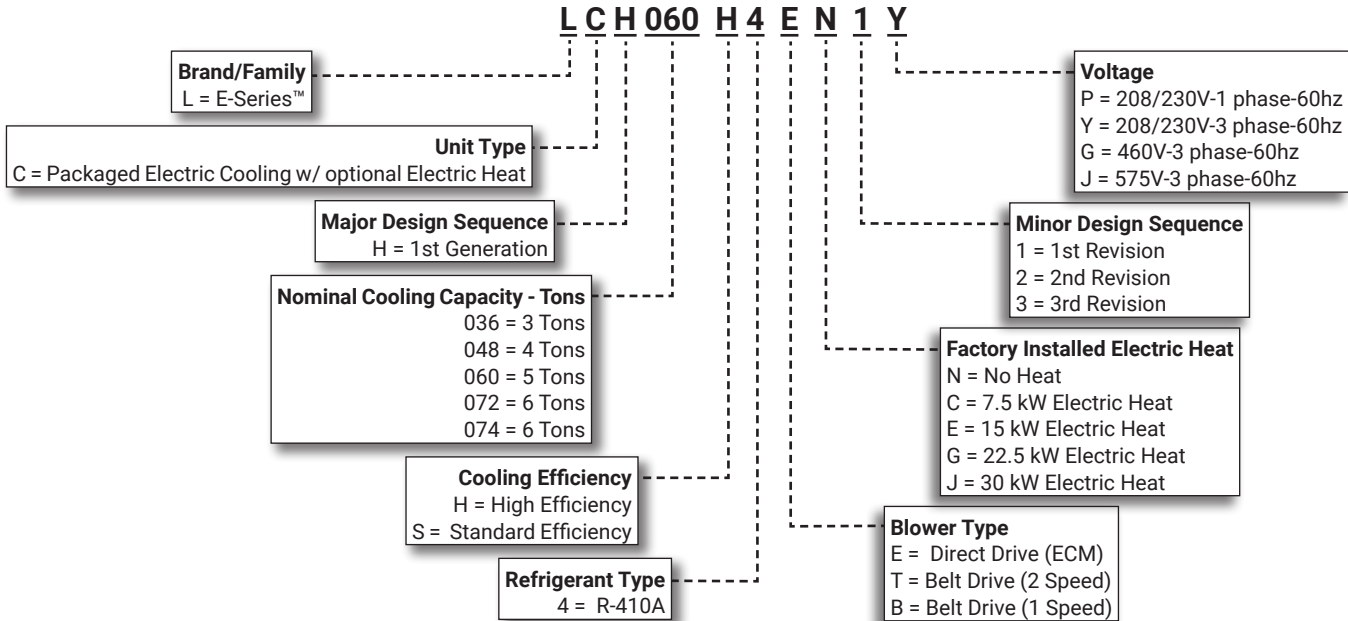 L C H 060 H 4 E N 1 Y
Brand/Family
L = E-Series™
Unit Type
C = Packaged Electric Cooling w/ optional Electric Heat
Major Design Sequence
H = 1st Generation
Nominal Cooling Capacity - Tons
036 = 3 Tons
048 = 4 Tons
060 = 5 Tons
072 = 6 Tons
074 = 6 Tons
Cooling Efficiency
H = High Efficiency
S = Standard Efficiency
Refrigerant Type
4 = R-410A
Voltage
P = 208/230V-1 phase-60hz
Y = 208/230V-3 phase-60hz
G = 460V-3 phase-60hz
J = 575V-3 phase-60hz
Minor Design Sequence
1 = 1st Revision
2 = 2nd Revision
3 = 3rd Revision
Factory Installed Electric Heat
N = No Heat
C = 7.5 kW Electric Heat
E = 15 kW Electric Heat
G = 22.5 kW Electric Heat
J = 30 kW Electric Heat
Blower Type
E = Direct Drive (ECM)
T = Belt Drive (2 Speed)
B = Belt Drive (1 Speed)